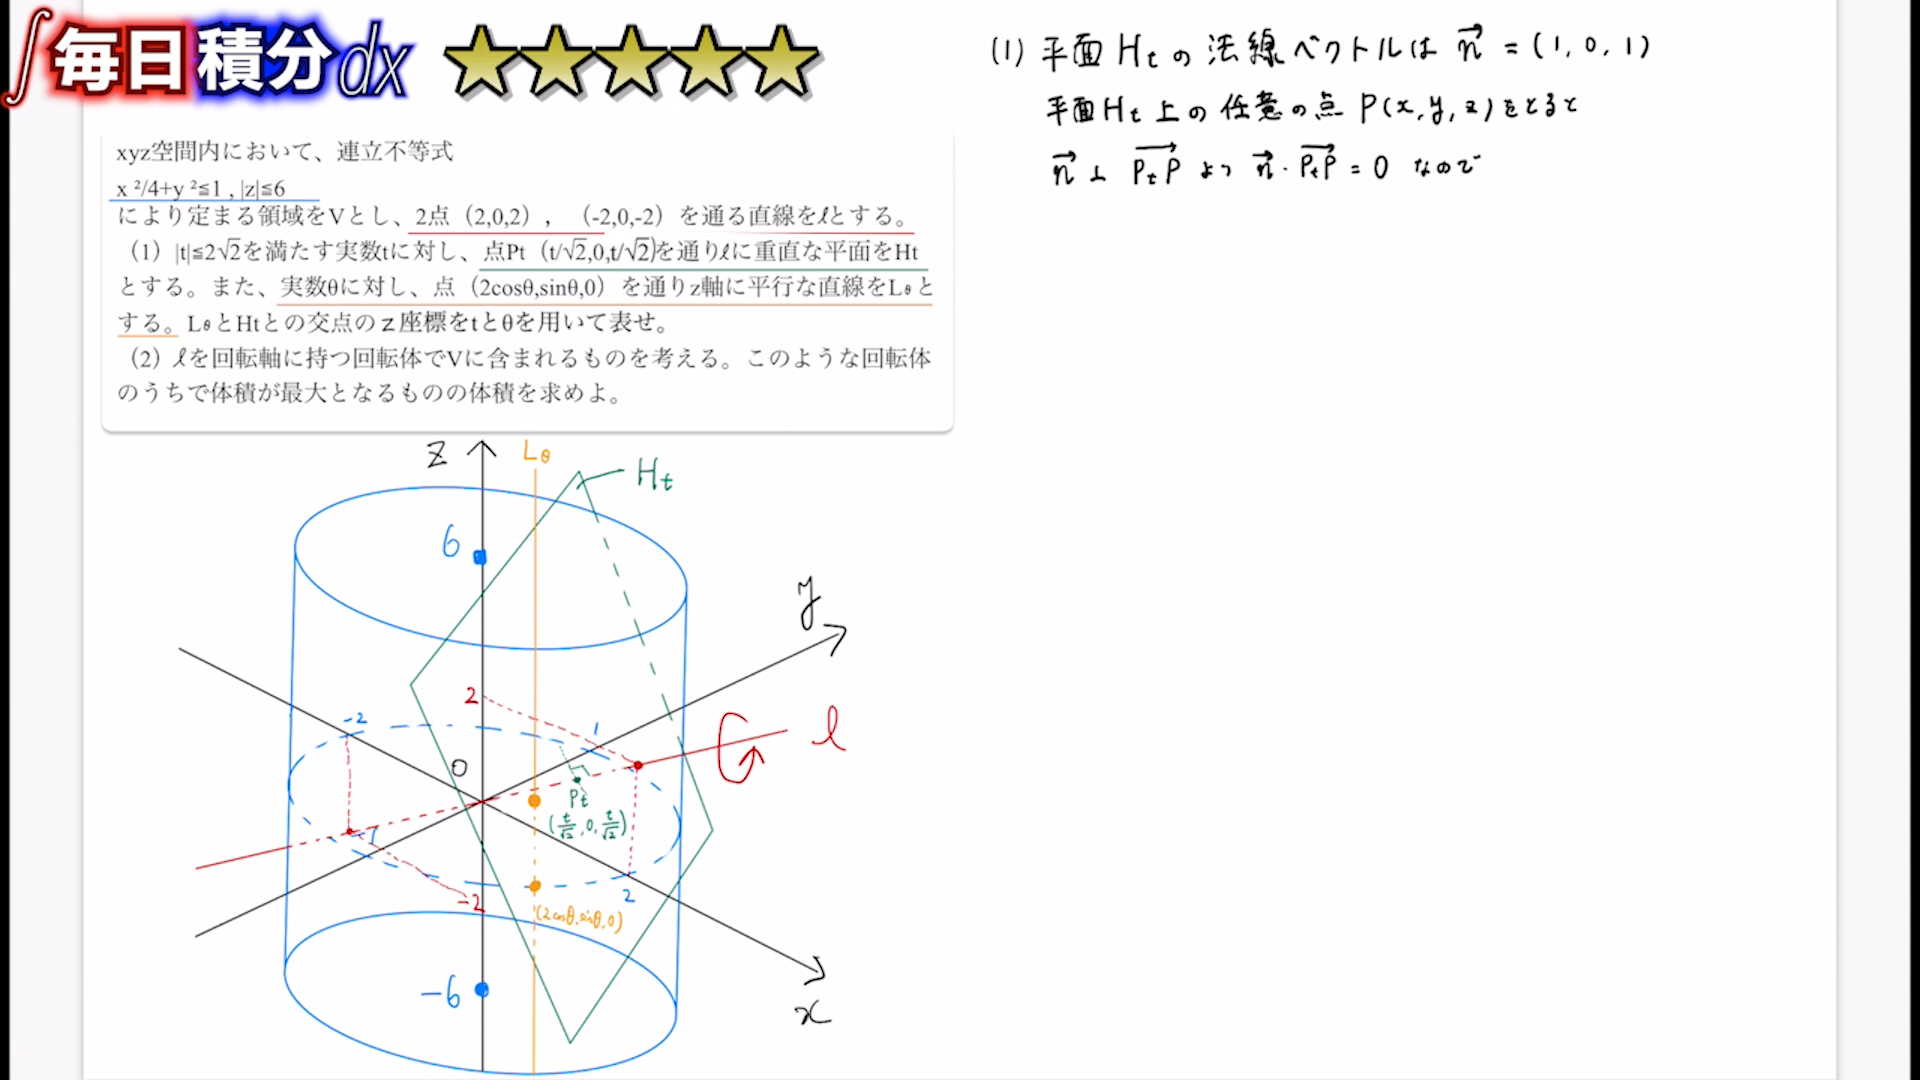 ∫毎日積分dx
xyz空間内において、連立不等式
x ²/4+y ²≦1 , |z|≦6
により定まる領域をVとし、2点（2,0,2）, （-2,0,-2）を通る直線をℓとする。
（1）|t|≦2√2を満たす実数tに対し、点Pt（t/√2,0,t/√2)を通りℓに垂直な平面をHt
とする。また、実数θに対し、点（2cosθ,sinθ,0）を通りz軸に平行な直線をLθと
する。LθとHtとの交点のｚ座標をtとθを用いて表せ。
（2）ℓを回転軸に持つ回転体でVに含まれるものを考える。このような回転体
のうちで体積が最大となるものの体積を求めよ。
(1) 平面Htの法線ベクトルは n→ = (1, 0, 1)
平面Ht上の任意の点 P(x, y, z)をとると
n→ ⊥ PtP→ より n→・PtP→ = 0 なので
z
Lθ
Ht
6
y
2
-2
1
ℓ
0
Pt
(t/√2, 0, t/√2)
-1
-2
2
(2cosθ, sinθ, 0)
-6
x